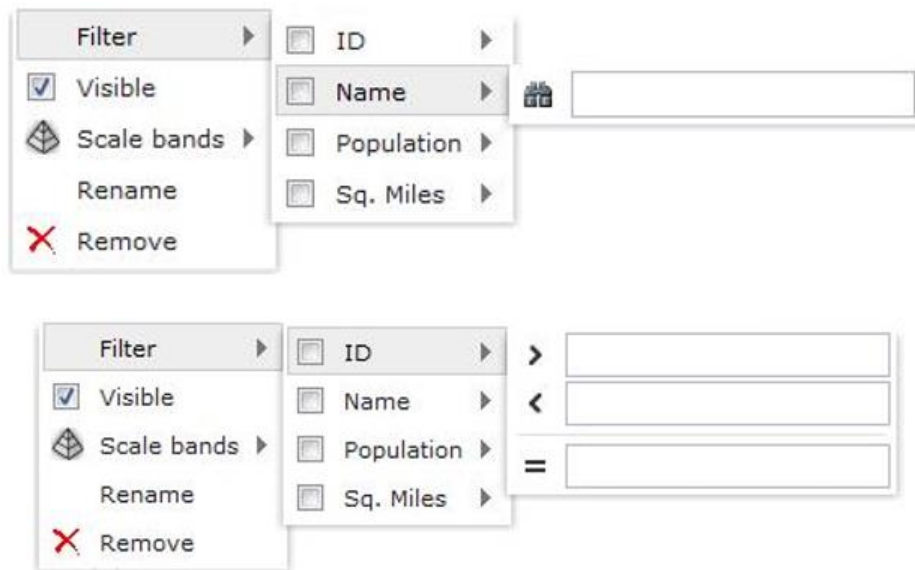 Filter
Visible
Scale bands
Rename
Remove
ID
Name
Population
Sq. Miles
Filter
Visible
Scale bands
Rename
Remove
ID
Name
Population
Sq. Miles
>
<
=